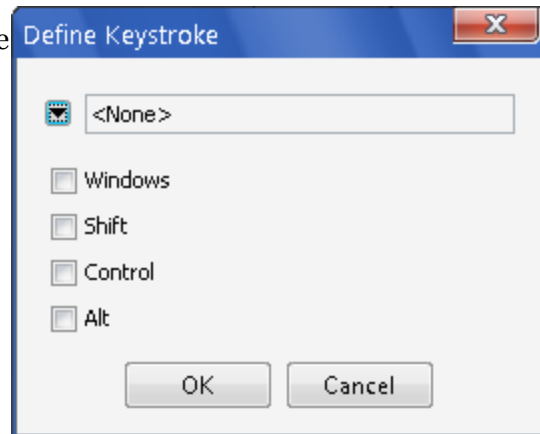 Define Keystroke
<None>
Windows
Shift
Control
Alt
OK Cancel